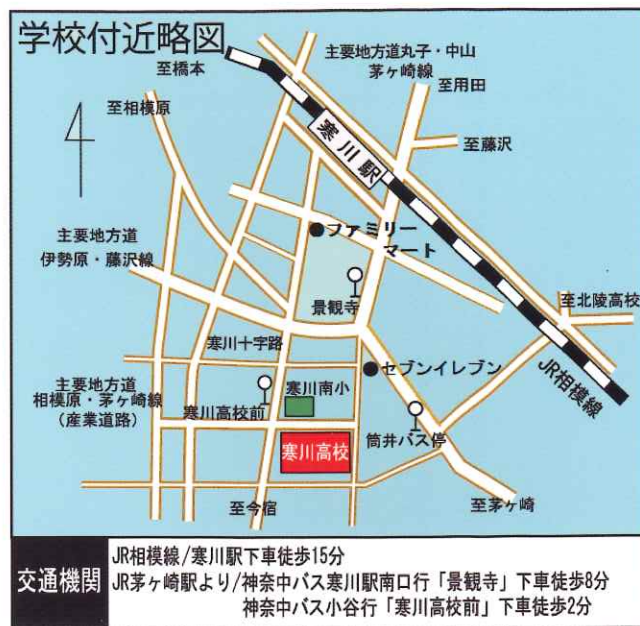 学校付近略図
至橋本
主要地方道丸子・中山
茅ヶ崎線
至用田
至相模原
至藤沢
寒川駅
ファミリー
マート
主要地方道
伊勢原・藤沢線
景観寺
至北陵高校
寒川十字路
セブンイレブン
JR相模線
主要地方道
相模原・茅ヶ崎線
(産業道路)
寒川南小
寒川高校前
筒井バス停
寒川高校
至今宿
至茅ヶ崎
交通機関
JR相模線/寒川駅下車徒歩15分
JR茅ヶ崎駅より/神奈中バス寒川駅南口行「景観寺」下車徒歩8分
神奈中バス小谷行「寒川高校前」下車徒歩2分